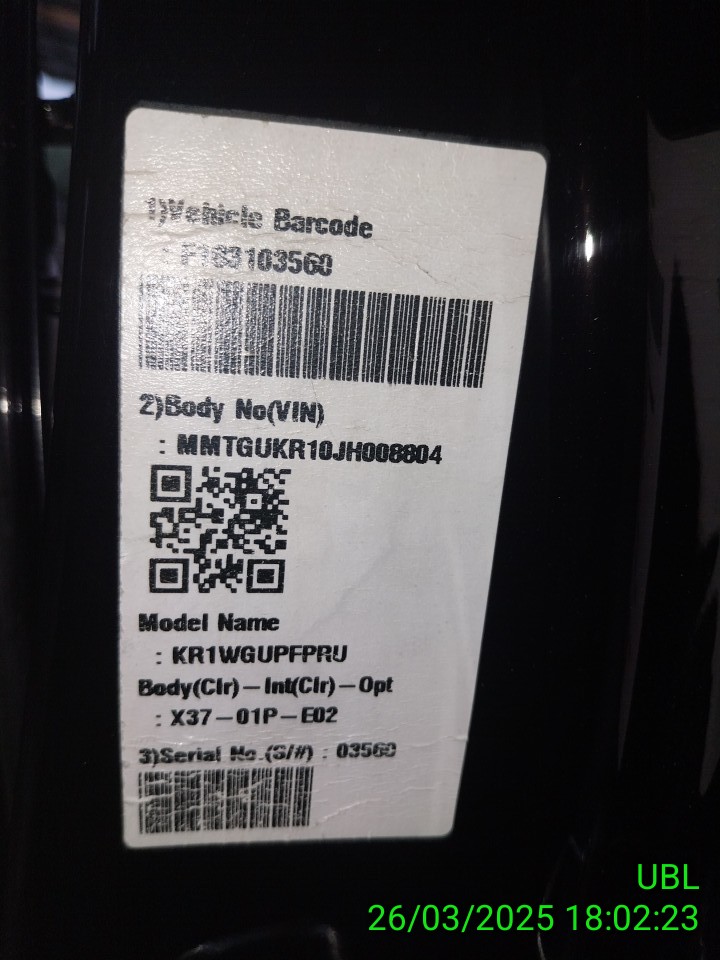 1)Vehicle Barcode
: F183103560
2)Body No(VIN)
: MMTGUKR10JH008804
Model Name
: KR1WGUPFPRU
Body(Clr)-Int(Clr)-Opt
: X37-01P-E02
3)Serial No.(S/#) : 03560
UBL
26/03/2025 18:02:23